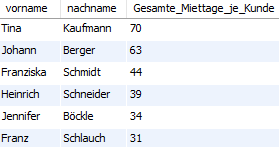 vorname nachname Gesamte_Miettage_je_Kunde
Tina Kaufmann 70
Johann Berger 63
Franziska Schmidt 44
Heinrich Schneider 39
Jennifer Böckle 34
Franz Schlauch 31